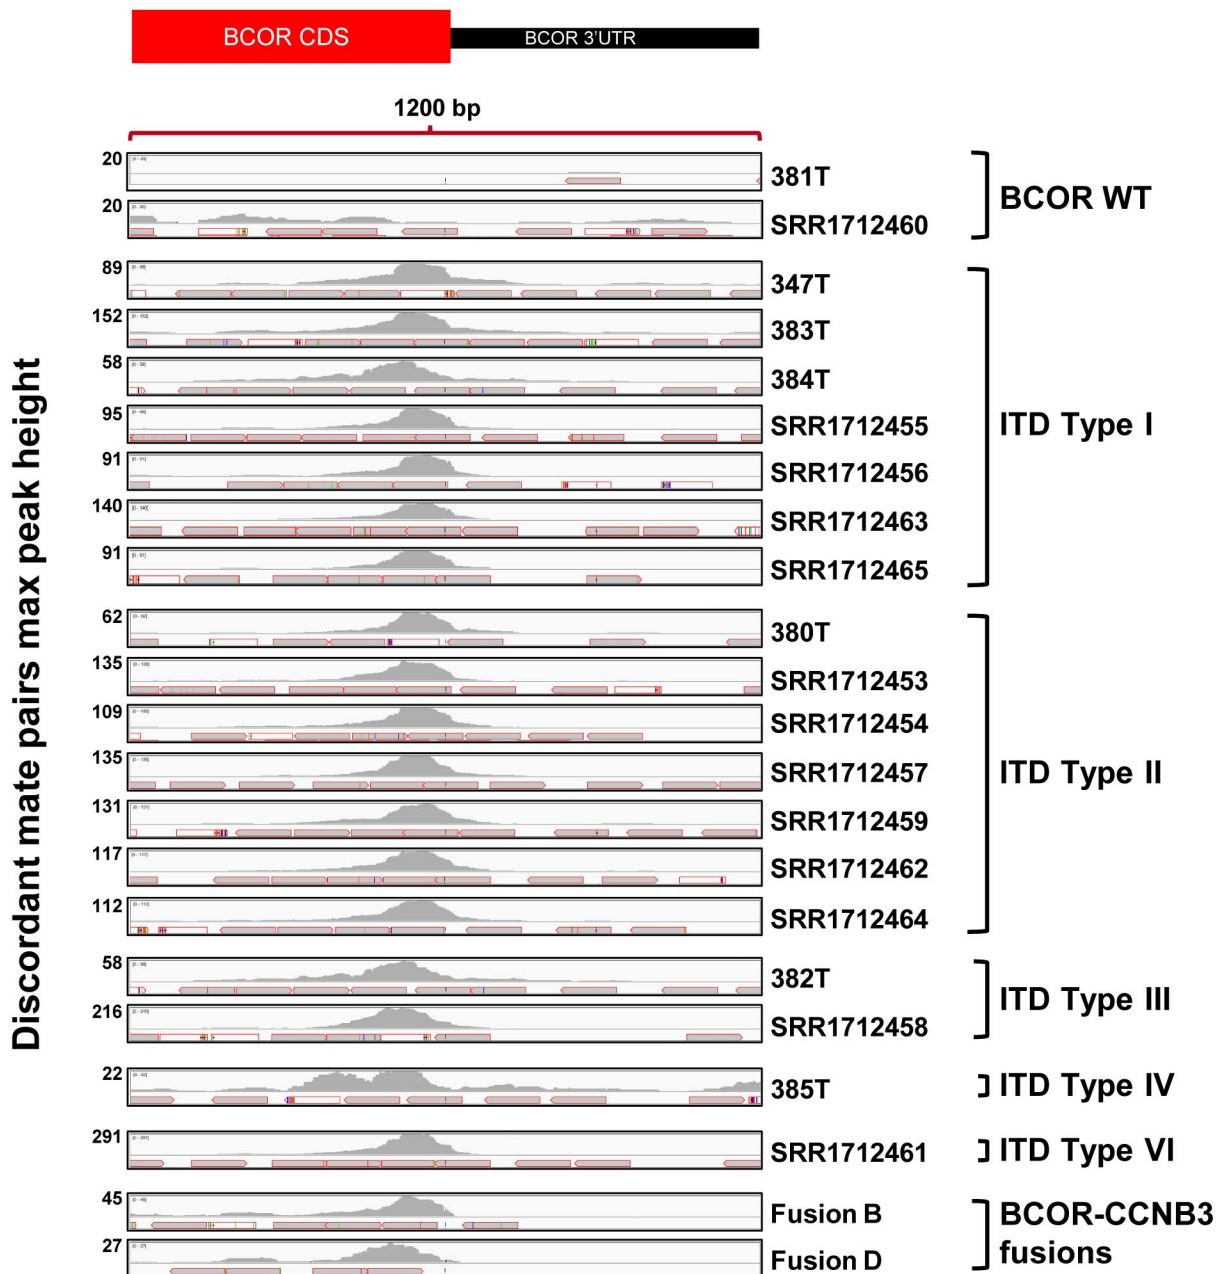 BCOR CDS
BCOR 3'UTR
1200 bp
Discordant mate pairs max peak height
20
381T
20
SRR1712460
BCOR WT
89
347T
152
383T
58
384T
95
SRR1712455
91
SRR1712456
140
SRR1712463
91
SRR1712465
ITD Type I
62
380T
135
SRR1712453
109
SRR1712454
135
SRR1712457
131
SRR1712459
117
SRR1712462
112
SRR1712464
ITD Type II
58
382T
216
SRR1712458
ITD Type III
22
385T
ITD Type IV
291
SRR1712461
ITD Type VI
45
Fusion B
27
Fusion D
BCOR-CCNB3
fusions